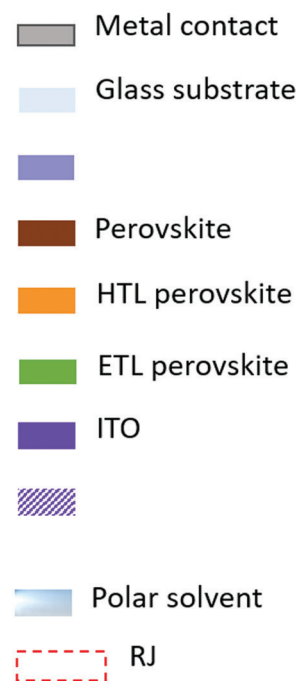 Metal contact
Glass substrate
Perovskite
HTL perovskite
ETL perovskite
ITO
Polar solvent
RJ